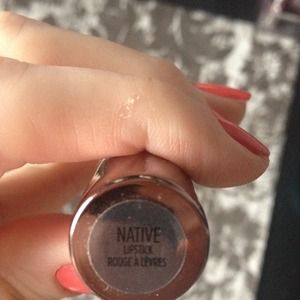 NATIVE
LIPSTICK
ROUGE À LÈVRES